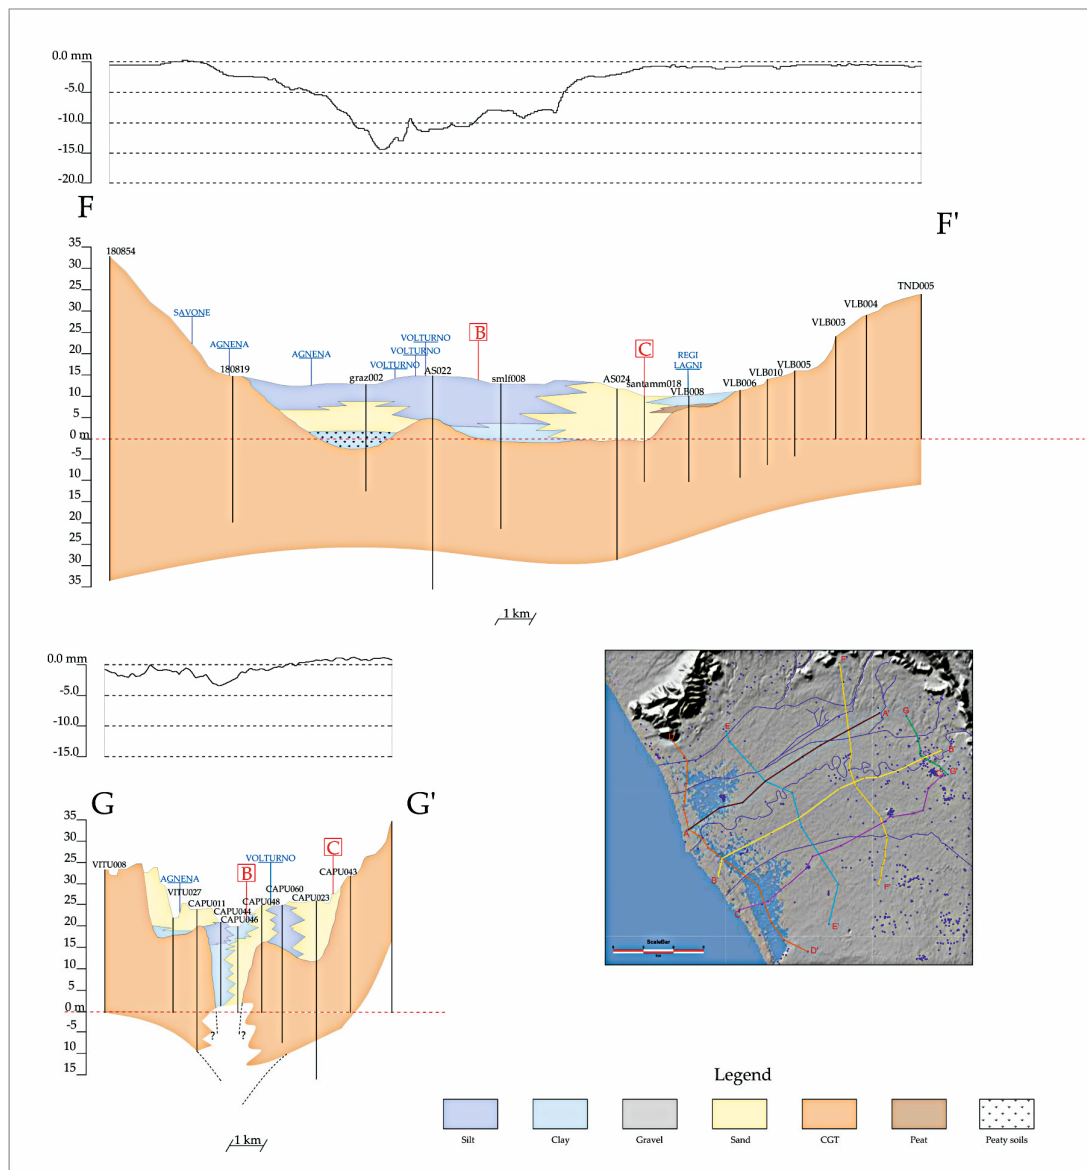 0.0 mm
-5.0
-10.0
-15.0
-20.0
F
F'
35
30
25
20
15
10
5
0 m
-5
10
15
20
25
30
35
180854
SAVONE
AGNENA
180819
AGNENA
graz002
VOLTURNO
VOLTURNO
VOLTURNO
AS022
B
smlf008
AS024
C
santamm018
REGI
LAGNI
VLB008
VLB006
VLB010
VLB005
VLB003
VLB004
TND005
1 km
0.0 mm
-5.0
-10.0
-15.0
G
G'
35
30
25
20
15
10
5
0 m
-5
10
15
VITU008
AGNENA
VITU027
CAPU011
CAPU044
CAPU046
B
VOLTURNO
CAPU048
CAPU060
CAPU023
C
CAPU043
?
?
1 km
E
A'
G
B'
G'
A
B
C
F'
E'
D'
ScaleBar
Legend
Silt
Clay
Gravel
Sand
CGT
Peat
Peaty soils